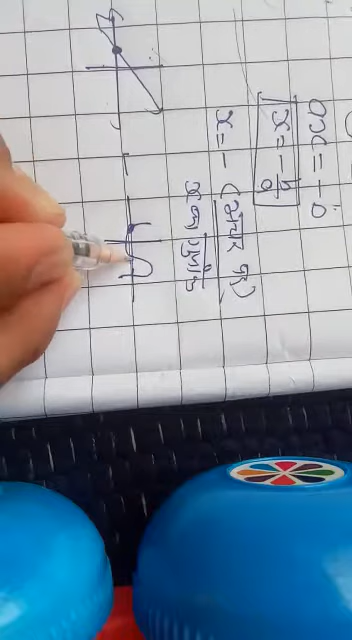 ax = -b
x = -b/a
x = - (अचर पद)
x का गुणांक